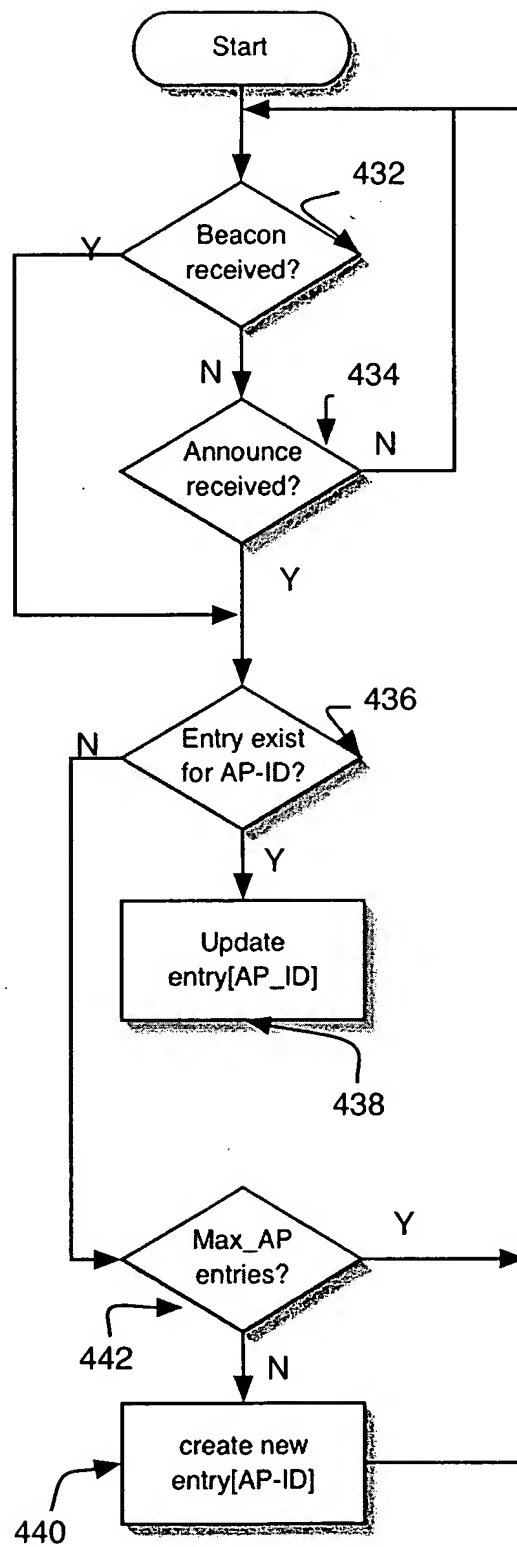 Start
432
Beacon
received?
Y
N
434
Announce
received?
N
Y
436
Entry exist
for AP-ID?
N
Y
Update
entry[AP_ID]
438
Max_AP
entries?
Y
442
N
create new
entry[AP-ID]
440